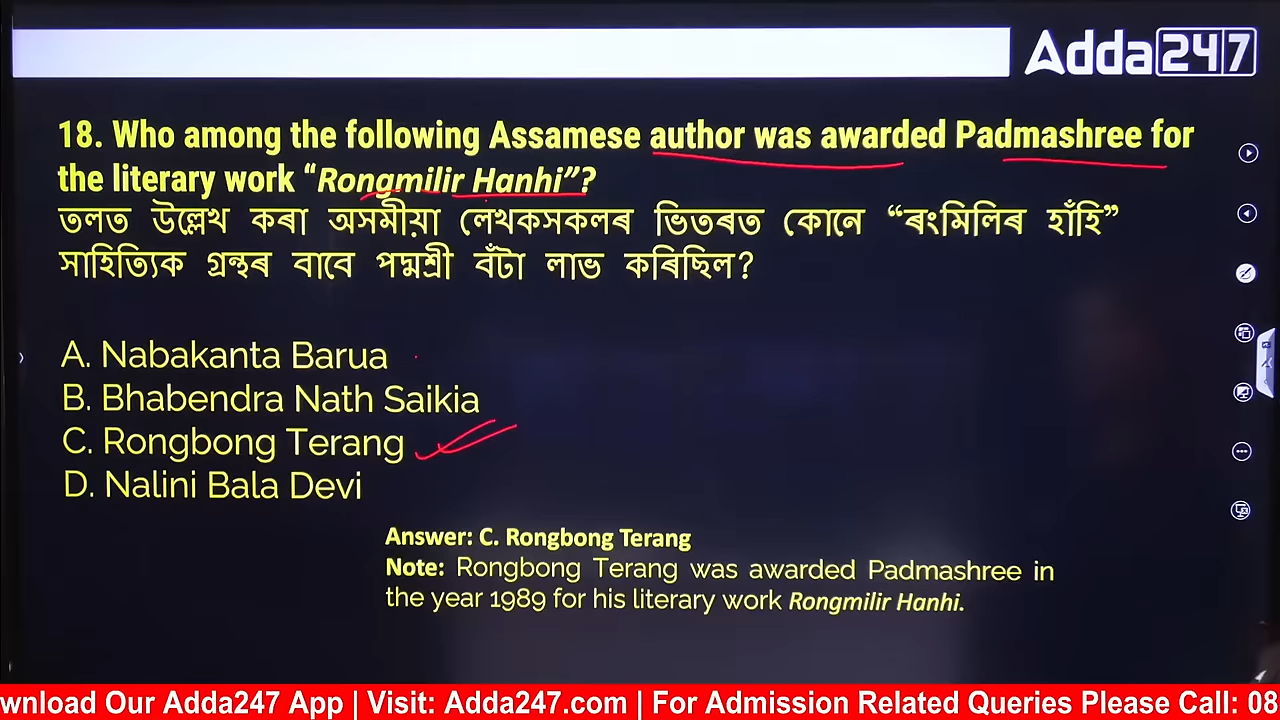 Adda247
18. Who among the following Assamese author was awarded Padmashree for
the literary work “Rongmilir Hanhi”?
তলত উল্লেখ কৰা অসমীয়া লেখকসকলৰ ভিতৰত কোনে “ৰংমিলিৰ হাঁহি”
সাহিত্যিক গ্ৰন্থৰ বাবে পদ্মশ্ৰী বঁটা লাভ কৰিছিল?
A. Nabakanta Barua
B. Bhabendra Nath Saikia
C. Rongbong Terang
D. Nalini Bala Devi
Answer: C. Rongbong Terang
Note: Rongbong Terang was awarded Padmashree in
the year 1989 for his literary work Rongmilir Hanhi.
wnload Our Adda247 App | Visit: Adda247.com | For Admission Related Queries Please Call: 08